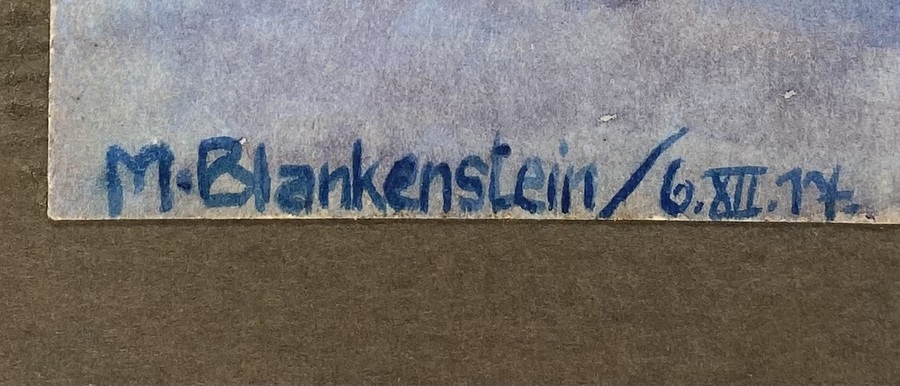 M. Blankenstein / 6.XII.17.